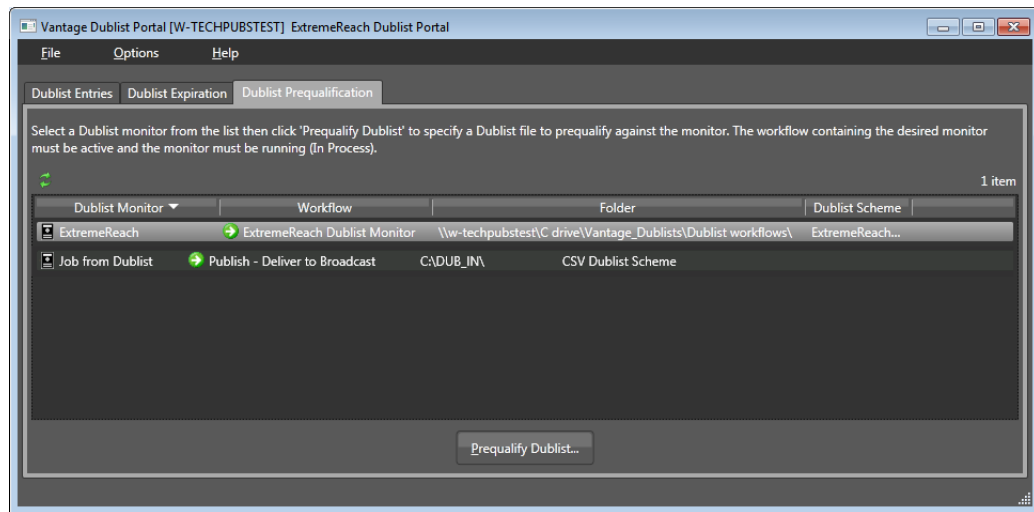 Vantage Dublist Portal [W-TECHPUBSTEST]  ExtremeReach Dublist Portal
File Options Help
Dublist Entries Dublist Expiration Dublist Prequalification
Select a Dublist monitor from the list then click 'Prequalify Dublist' to specify a Dublist file to prequalify against the monitor. The workflow containing the desired monitor
must be active and the monitor must be running (In Process).
1 item
Dublist Monitor Workflow Folder Dublist Scheme
ExtremeReach ExtremeReach Dublist Monitor \\w-techpubstest\C drive\Vantage_Dublists\Dublist workflows\ ExtremeReach...
Job from Dublist Publish - Deliver to Broadcast C:\DUB_IN\ CSV Dublist Scheme
Prequalify Dublist...